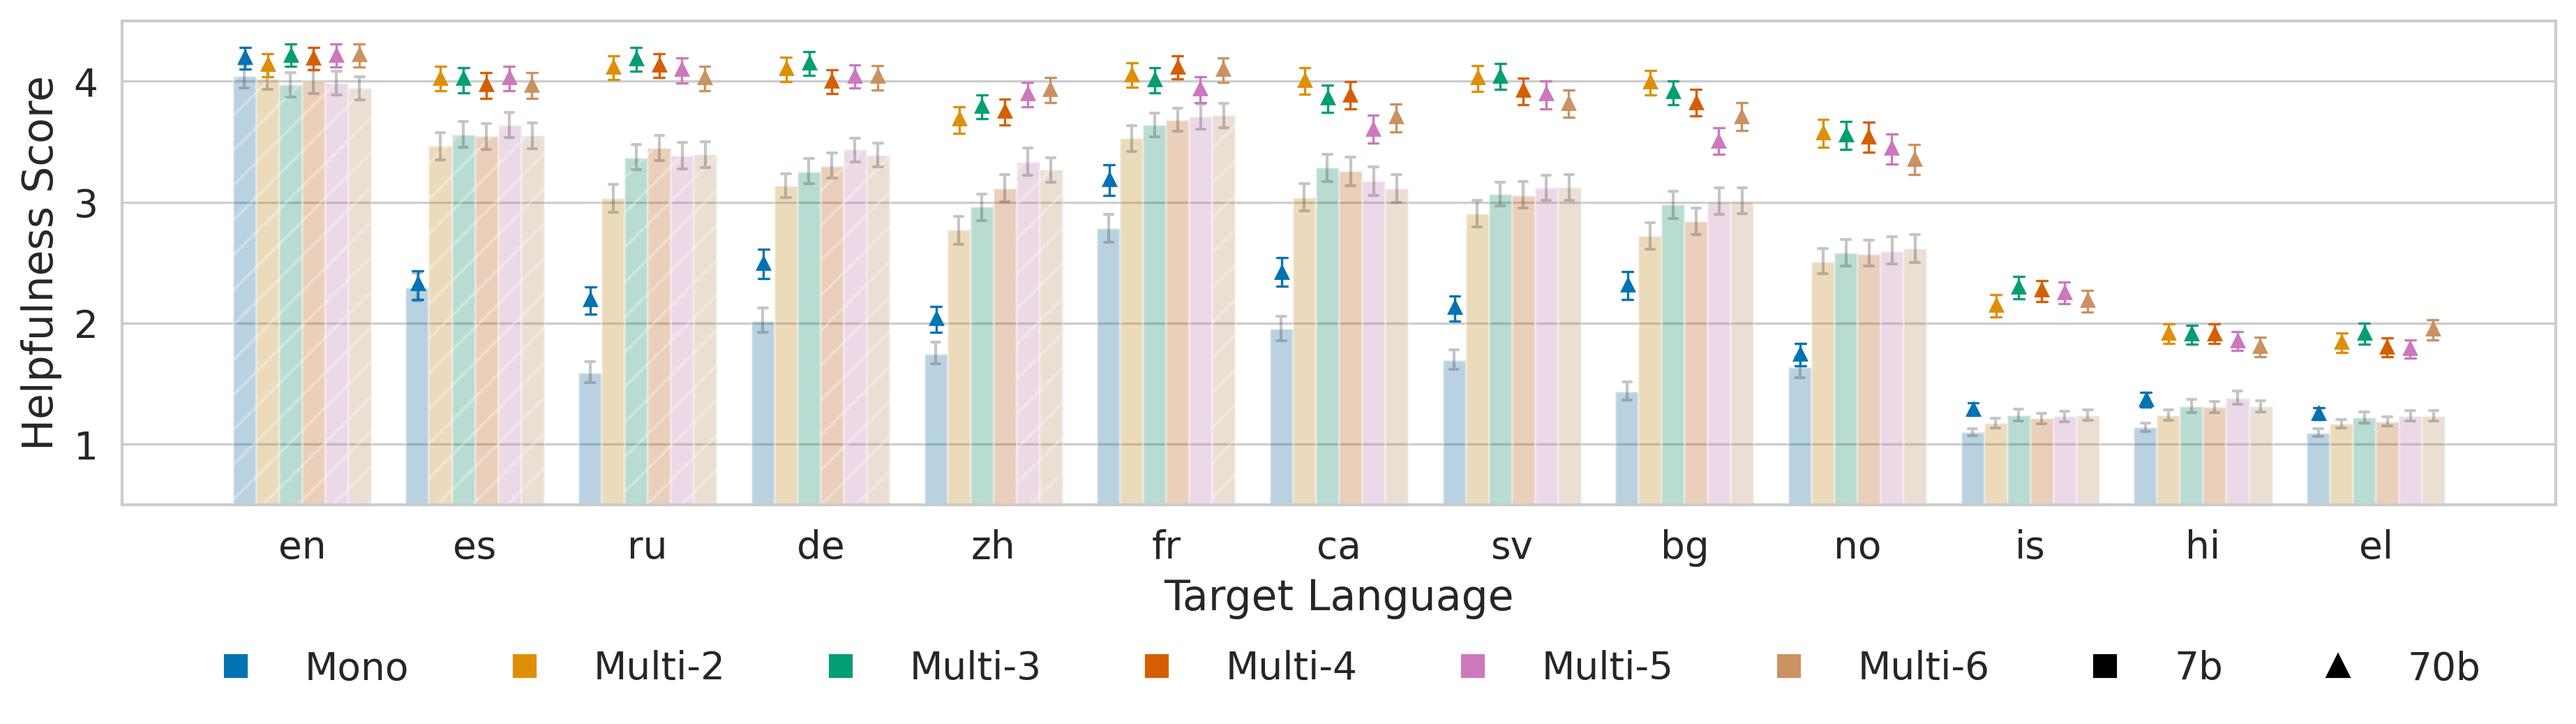 Helpfulness Score
4
3
2
1
en es ru de zh fr ca sv bg no is hi el
Target Language
Mono Multi-2 Multi-3 Multi-4 Multi-5 Multi-6 7b 70b